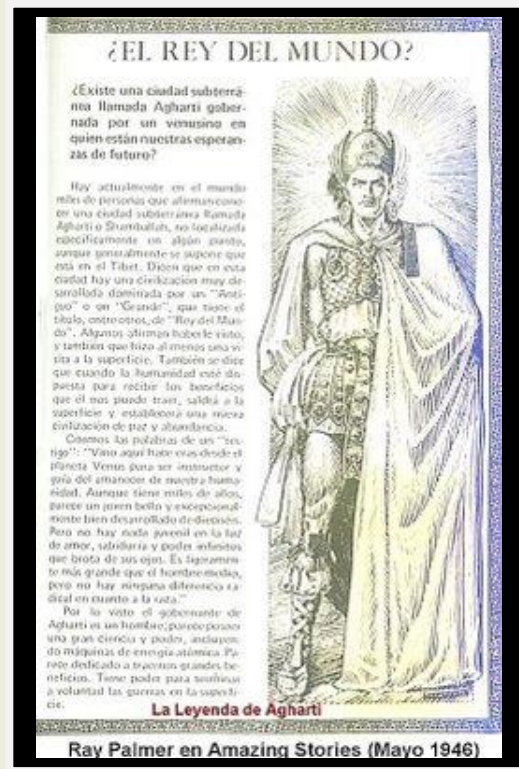 ¿EL REY DEL MUNDO?
¿Existe una ciudad subterrá-
nea llamada Agharti gober-
nada por un venusino en
quien están nuestras esperan-
zas de futuro?
Hay actualmente en el mundo
miles de personas que afirman cono-
cer una ciudad subterránea llamada
Agharti o Shamballah, no localizada
específicamente en algún punto,
aunque generalmente se supone que
está en el Tibet. Dicen que en esta
ciudad hay una civilización muy de-
sarrollada dominada por un "Anti-
guo" o un "Grande", que tiene el
título, entre otros, de "Rey del Mun-
do". Algunos afirman haberle visto,
y también que hizo al menos una vi-
sita a la superficie. También se dice
que cuando la humanidad esté dis-
puesta para recibir los beneficios
que él nos puede traer, saldrá a la
superficie y establecerá una nueva
civilización de paz y abundancia.
Citemos las palabras de un "tes-
tigo": "Vino aquí hace eras desde el
planeta Venus para ser instructor y
guía del amanecer de nuestra huma-
nidad. Aunque tiene miles de años,
parece un joven bello y excepcional-
mente bien desarrollado de dieciséis.
Pero no hay nada juvenil en la luz
de amor, sabiduría y poder infinitos
que brota de sus ojos. Es ligeramen-
te más grande que el hombre medio,
pero no hay ninguna diferencia ra-
dical en cuanto a la raza."
Por lo visto el gobernante de
Agharti es un hombre; parece poseer
una gran ciencia y poder, incluyen-
do máquinas de energía atómica. Pa-
rece dedicado a traernos grandes be-
neficios. Tiene poder para terminar
a voluntad las guerras en la superfi-
cie.
La Leyenda de Agharti
Ray Palmer en Amazing Stories (Mayo 1946)